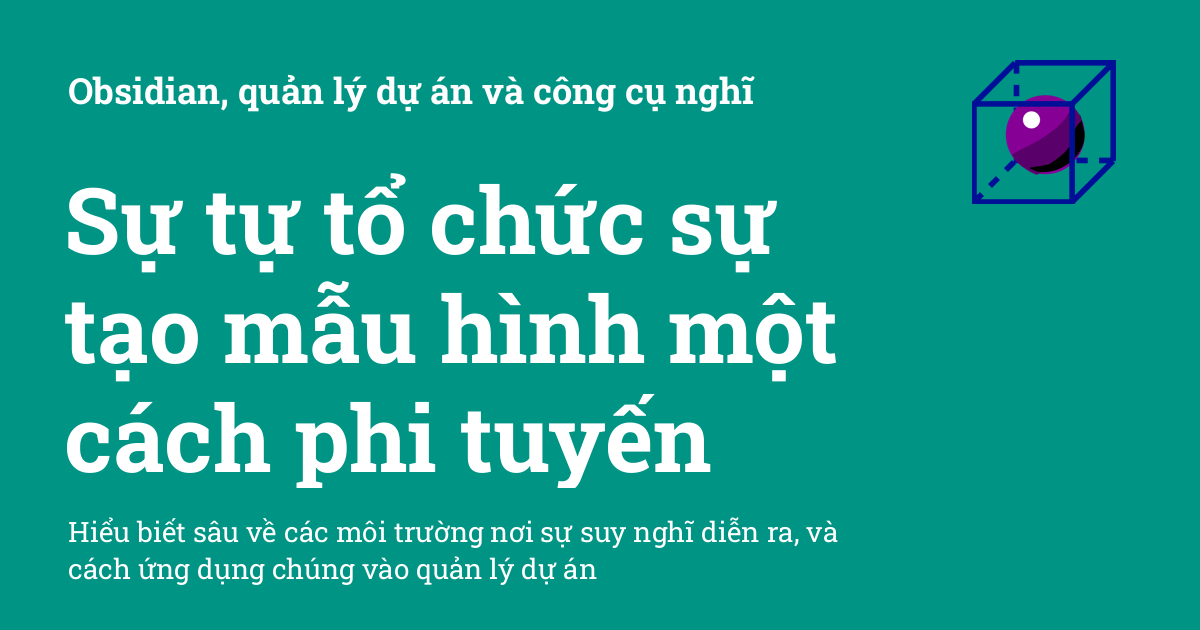 Obsidian, quản lý dự án và công cụ nghĩ
Sự tự tổ chức sự
tạo mẫu hình một
cách phi tuyến
Hiểu biết sâu về các môi trường nơi sự suy nghĩ diễn ra, và
cách ứng dụng chúng vào quản lý dự án